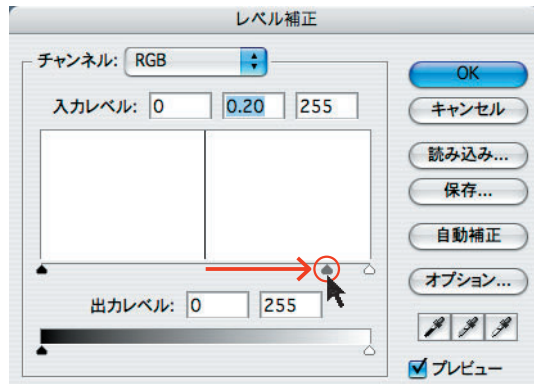 レベル補正
チャンネル: RGB
入力レベル: 0 0.20 255
出力レベル: 0 255
OK
キャンセル
読み込み...
保存...
自動補正
オプション...
プレビュー